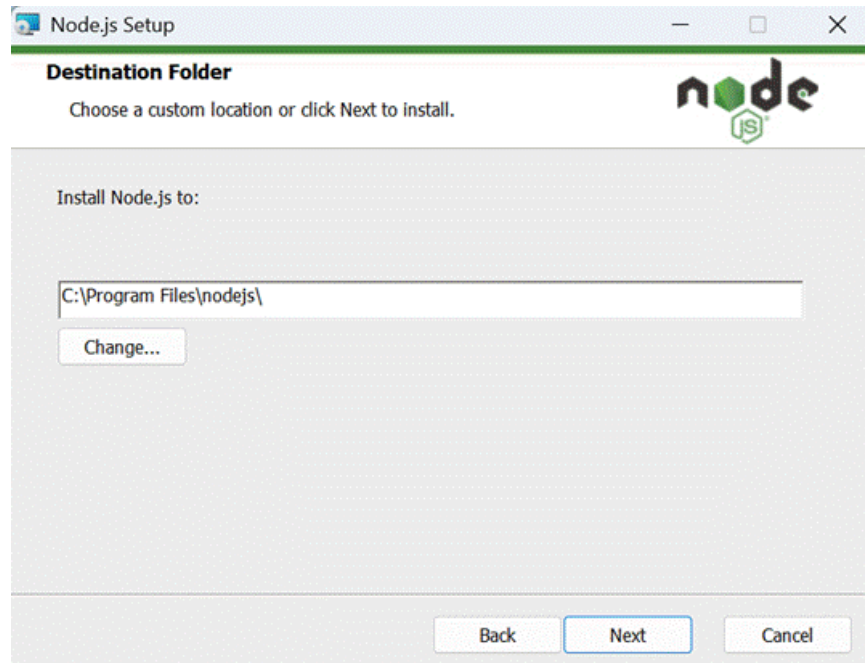 Node.js Setup
Destination Folder
Choose a custom location or click Next to install.
node
JS
Install Node.js to:
C:\Program Files\nodejs\
Change...
Back Next Cancel